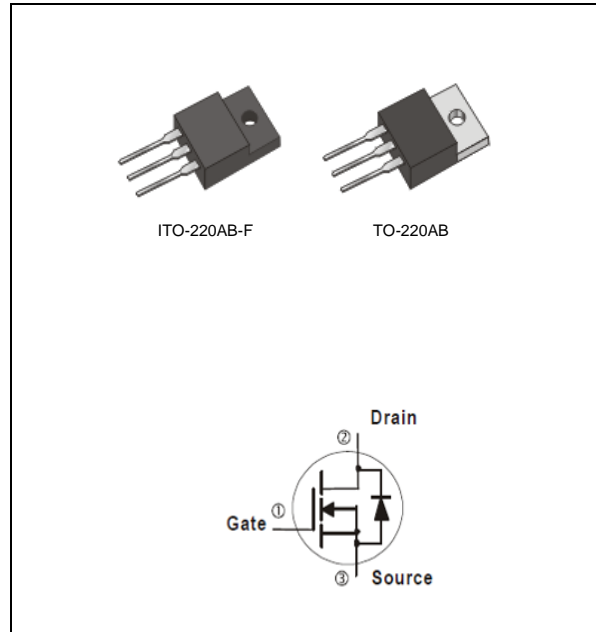 ITO-220AB-F TO-220AB
Drain
②
Gate ①
③ Source